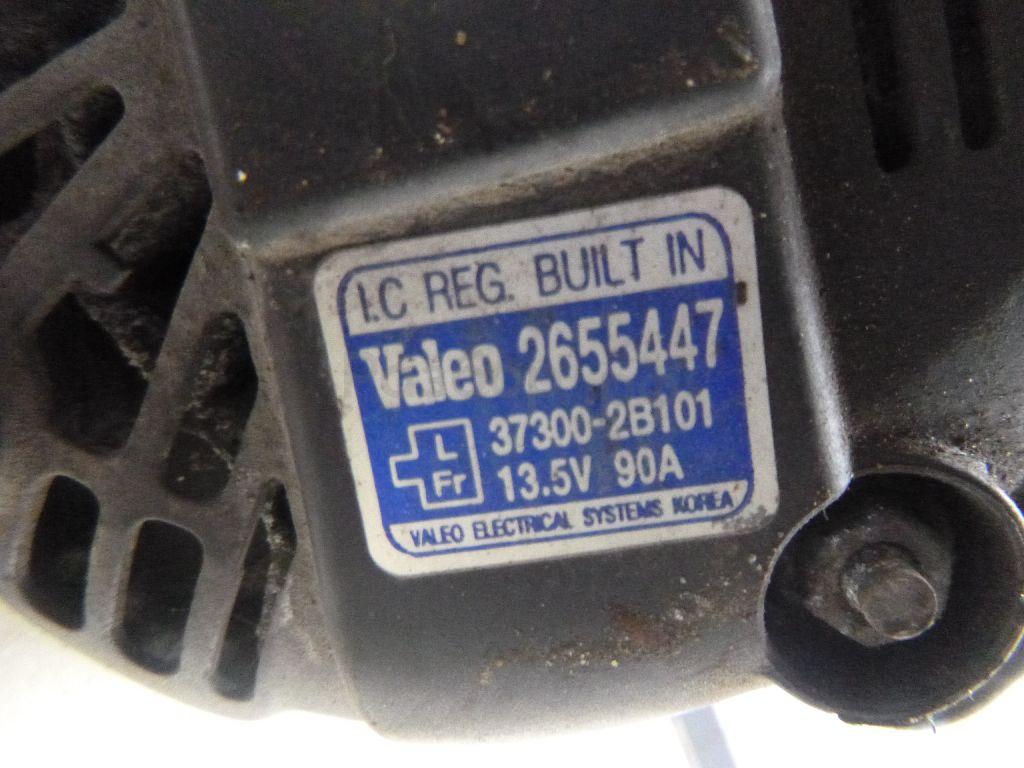 I.C REG. BUILT IN
Valeo 2655447
L 37300-2B101
Fr 13.5V 90A
VALEO ELECTRICAL SYSTEMS KOREA